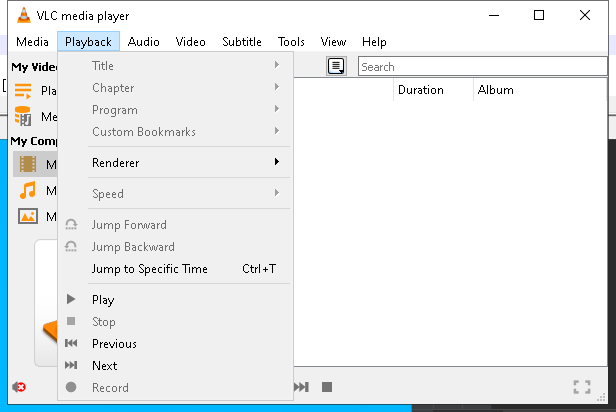 VLC media player
Media Playback Audio Video Subtitle Tools View Help
My Vide
Pla
Me
My Comp
M
M
M
Search
Duration Album
Title
Chapter
Program
Custom Bookmarks
Renderer
Speed
Jump Forward
Jump Backward
Jump to Specific Time Ctrl+T
Play
Stop
Previous
Next
Record